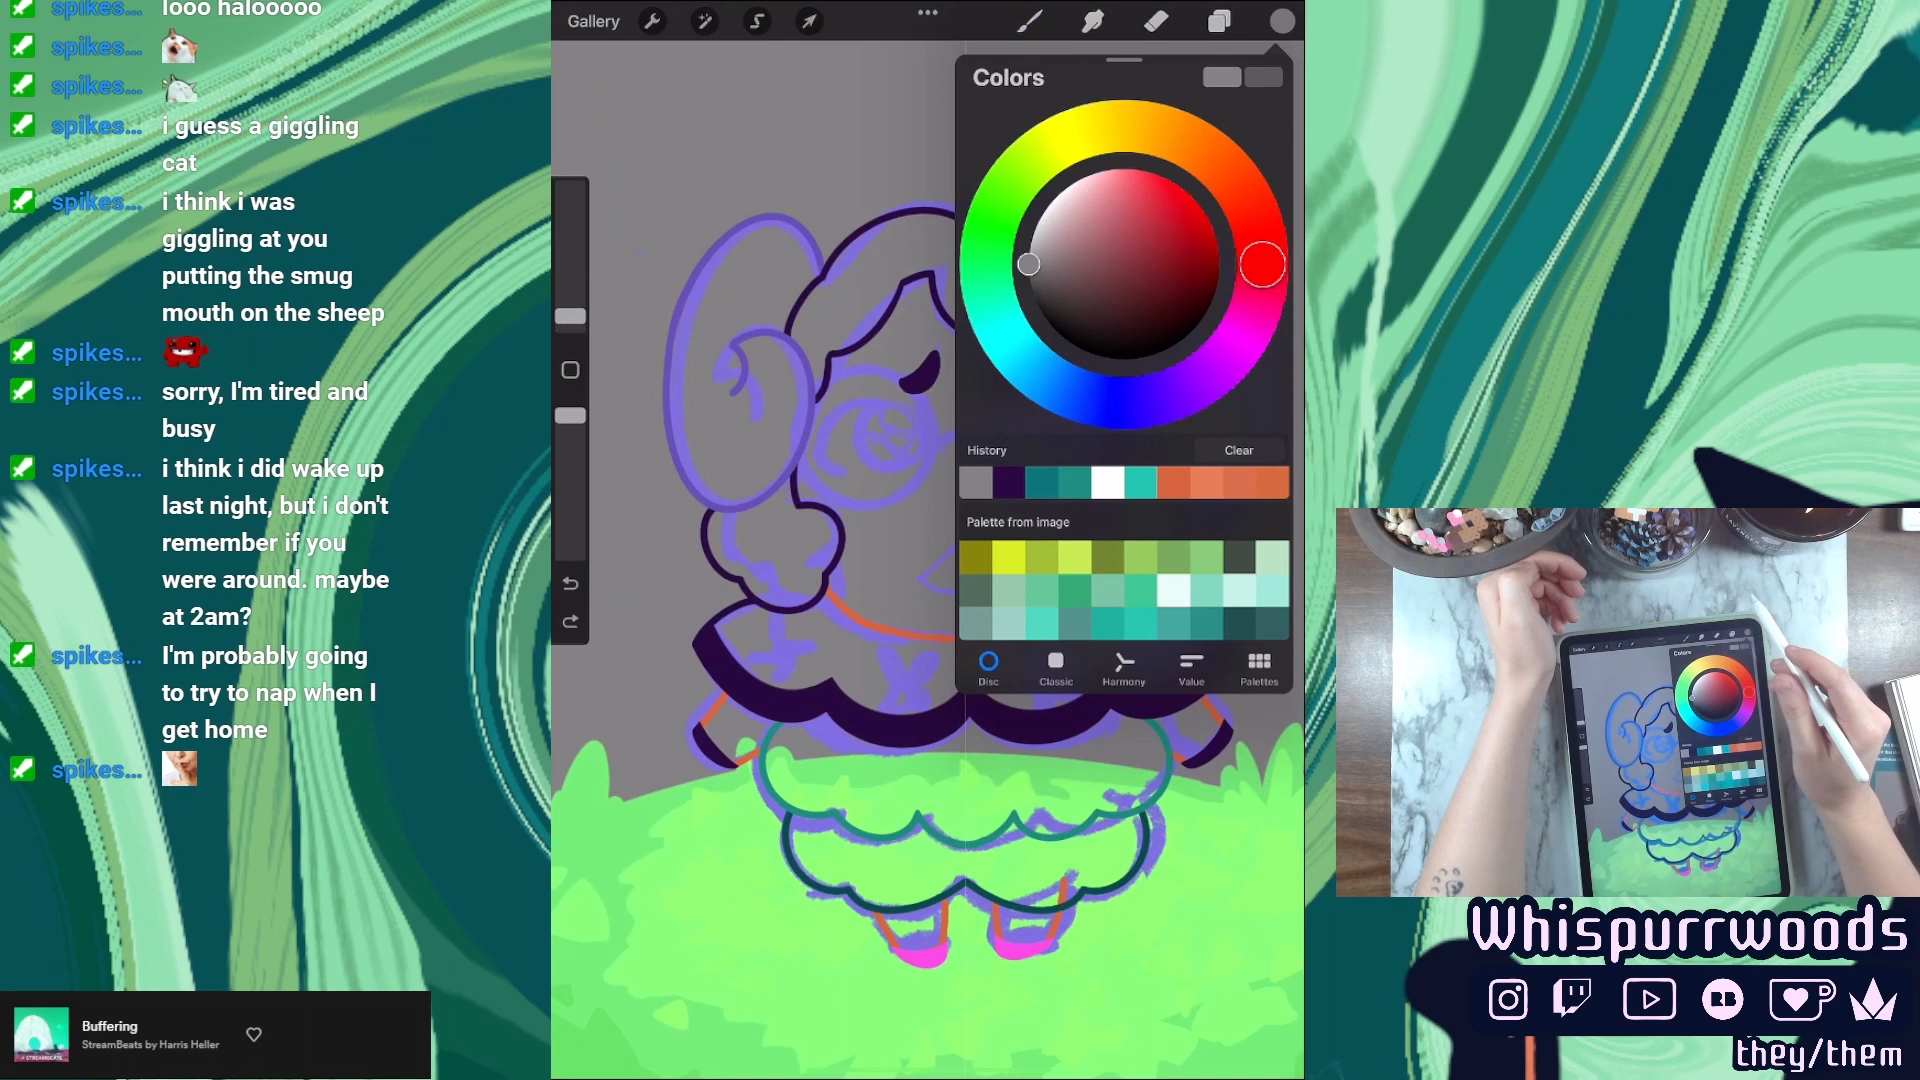 spikes... looo halooooo
spikes...
spikes...
spikes... i guess a giggling
cat
spikes... i think i was
giggling at you
putting the smug
mouth on the sheep
spikes...
spikes... sorry, I'm tired and
busy
spikes... i think i did wake up
last night, but i don't
remember if you
were around. maybe
at 2am?
spikes... I'm probably going
to try to nap when I
get home
spikes...
Buffering
StreamBeats by Harris Heller
Gallery
Colors
History
Clear
Palette from image
Disc
Classic
Harmony
Value
Palettes
Whispurrwoods
RB
they/them